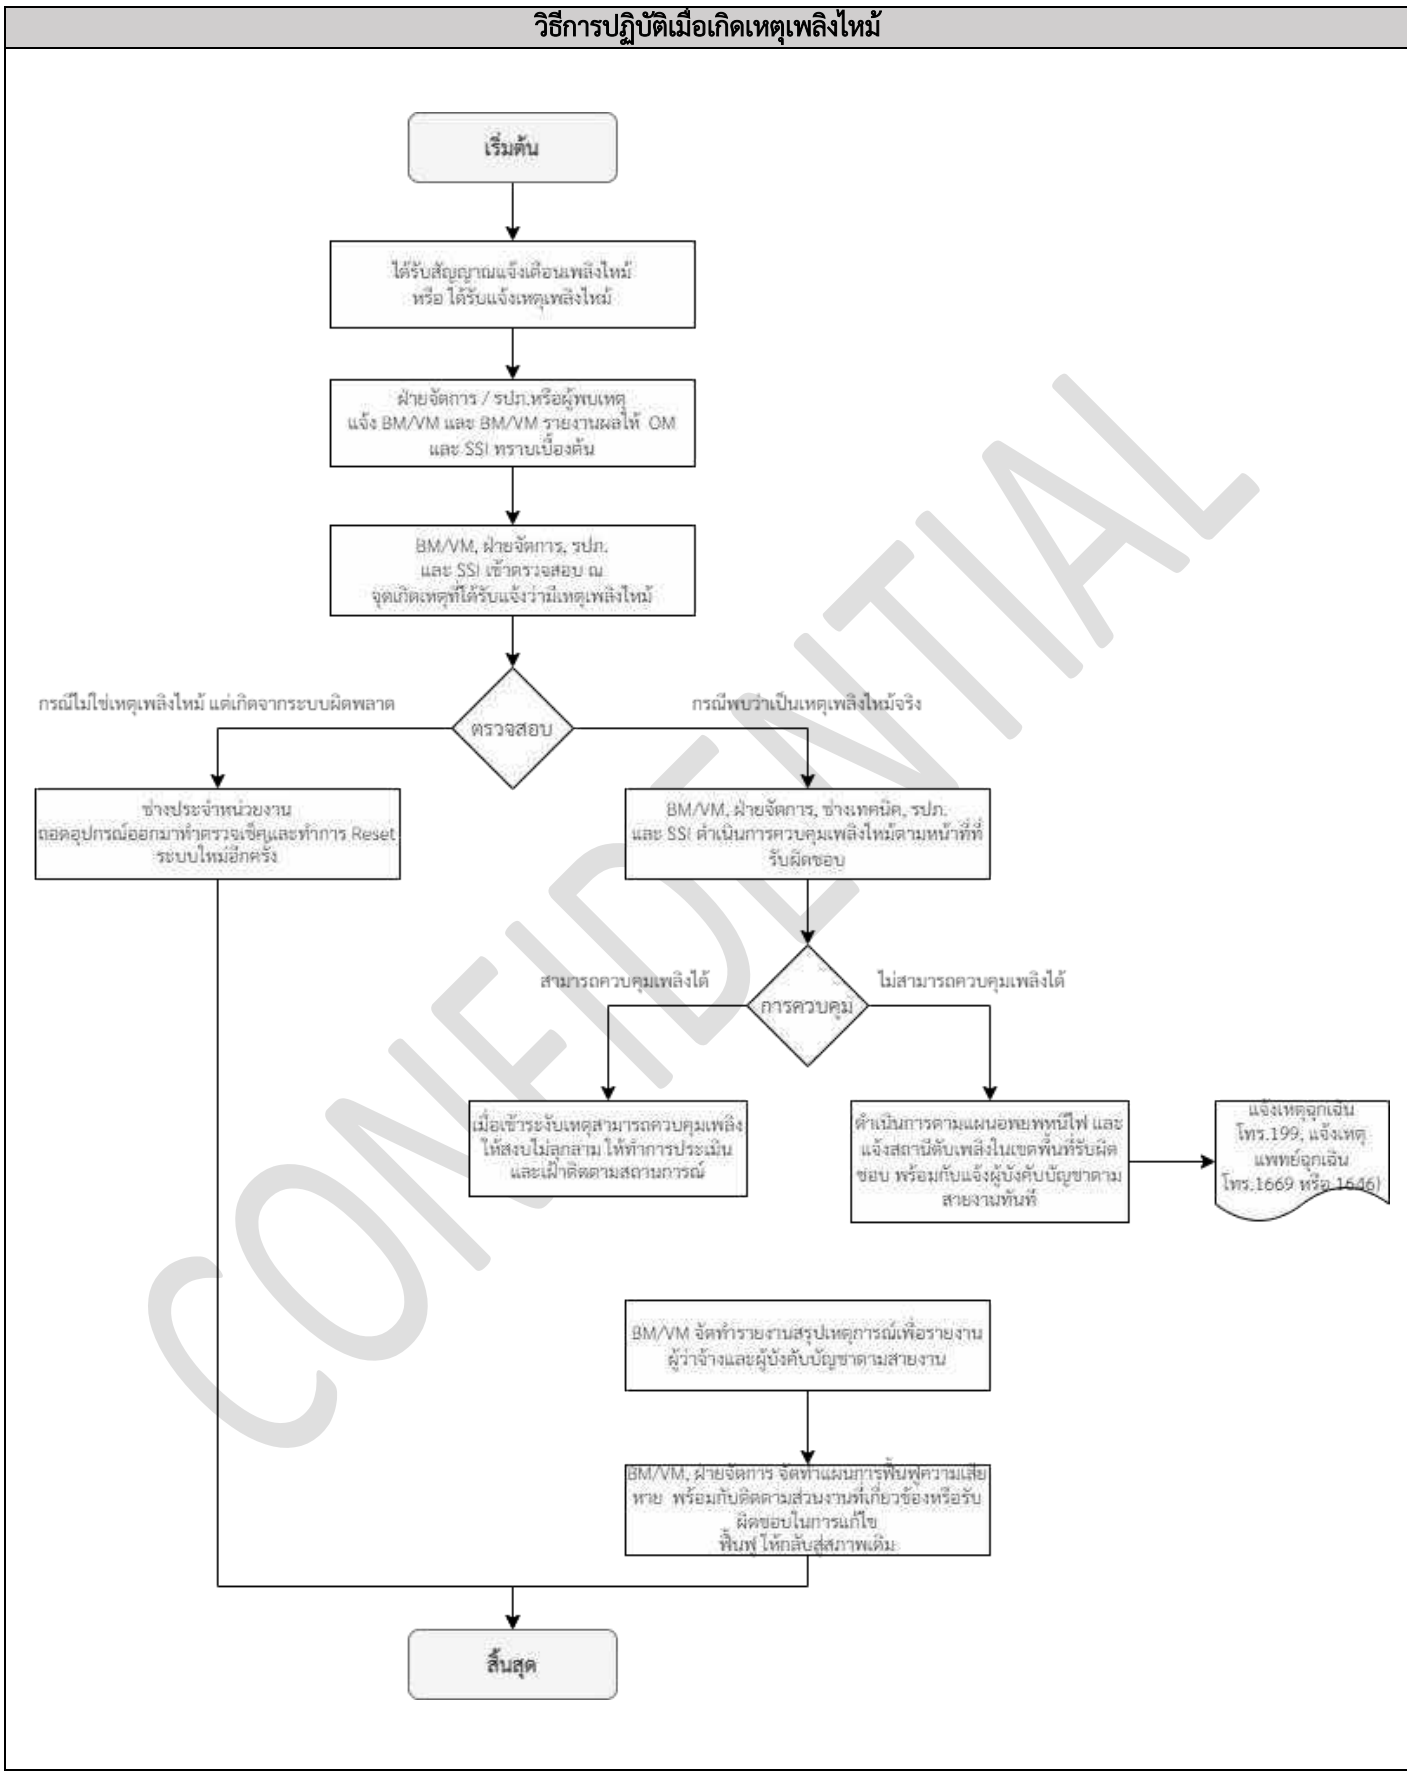 วิธีการปฏิบัติเมื่อเกิดเหตุเพลิงไหม้
เริ่มต้น
ได้รับสัญญาณแจ้งเตือนเพลิงไหม้
หรือ ได้รับแจ้งเหตุเพลิงไหม้
ฝ่ายจัดการ / รปภ.หรือผู้พบเหตุ
แจ้ง BM/VM และ BM/VM รายงานผลให้ OM
และ SSI ทราบเบื้องต้น
BM/VM, ฝ่ายจัดการ, รปภ.
และ SSI เข้าตรวจสอบ ณ
จุดเกิดเหตุที่ได้รับแจ้งว่ามีเหตุเพลิงไหม้
กรณีไม่ใช่เหตุเพลิงไหม้ แต่เกิดจากระบบผิดพลาด
ตรวจสอบ
กรณีพบว่าเป็นเหตุเพลิงไหม้จริง
ช่างประจำหน่วยงาน
ถอดอุปกรณ์ออกมาทำตรวจเช็คและทำการ Reset
ระบบใหม่อีกครั้ง
BM/VM, ฝ่ายจัดการ, ช่างเทคนิค, รปภ.
และ SSI ดำเนินการควบคุมเพลิงไหม้ตามหน้าที่ที่
รับผิดชอบ
สามารถควบคุมเพลิงได้
การควบคุม
ไม่สามารถควบคุมเพลิงได้
เมื่อเข้าระงับเหตุสามารถควบคุมเพลิง
ให้สงบไม่ลุกลาม ให้ทำการประเมิน
และเฝ้าติดตามสถานการณ์
ดำเนินการตามแผนอพยพหนีไฟ และ
แจ้งสถานีดับเพลิงในเขตพื้นที่รับผิด
ชอบ พร้อมกับแจ้งผู้บังคับบัญชาตาม
สายงานทันที
แจ้งเหตุฉุกเฉิน
โทร.199, แจ้งเหตุ
แพทย์ฉุกเฉิน
โทร.1669 หรือ 1646)
BM/VM จัดทำรายงานสรุปเหตุการณ์เพื่อรายงาน
ผู้ว่าจ้างและผู้บังคับบัญชาตามสายงาน
BM/VM, ฝ่ายจัดการ จัดทำแผนการฟื้นฟูความเสีย
หาย พร้อมกับติดตามส่วนงานที่เกี่ยวข้องหรือรับ
ผิดชอบในการแก้ไข
ฟื้นฟู ให้กลับสู่สภาพเดิม
สิ้นสุด
CONFIDENTIAL